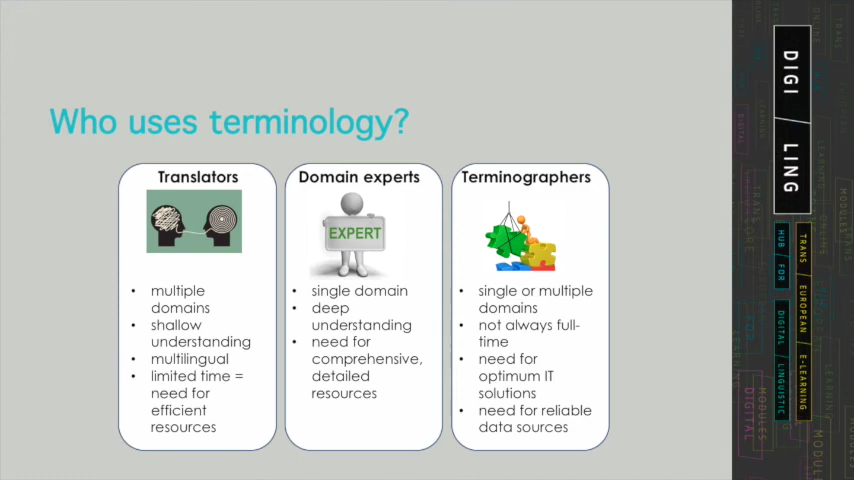 Who uses terminology?
Translators
• multiple
domains
• shallow
understanding
• multilingual
• limited time =
need for
efficient
resources
Domain experts
EXPERT
• single domain
• deep
understanding
• need for
comprehensive,
detailed
resources
Terminographers
• single or multiple
domains
• not always full-
time
• need for
optimum IT
solutions
• need for reliable
data sources
DIGI / LING
HUB / FOR / DIGITAL / LINGUISTIC
TRANS / EUROPEAN / E-LEARNING